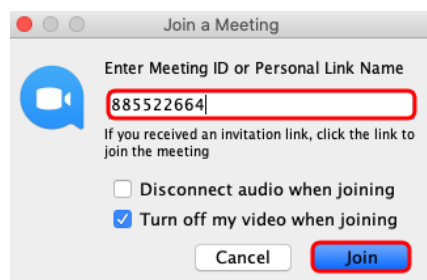 Join a Meeting
Enter Meeting ID or Personal Link Name
885522664
If you received an invitation link, click the link to
join the meeting
Disconnect audio when joining
Turn off my video when joining
Cancel Join